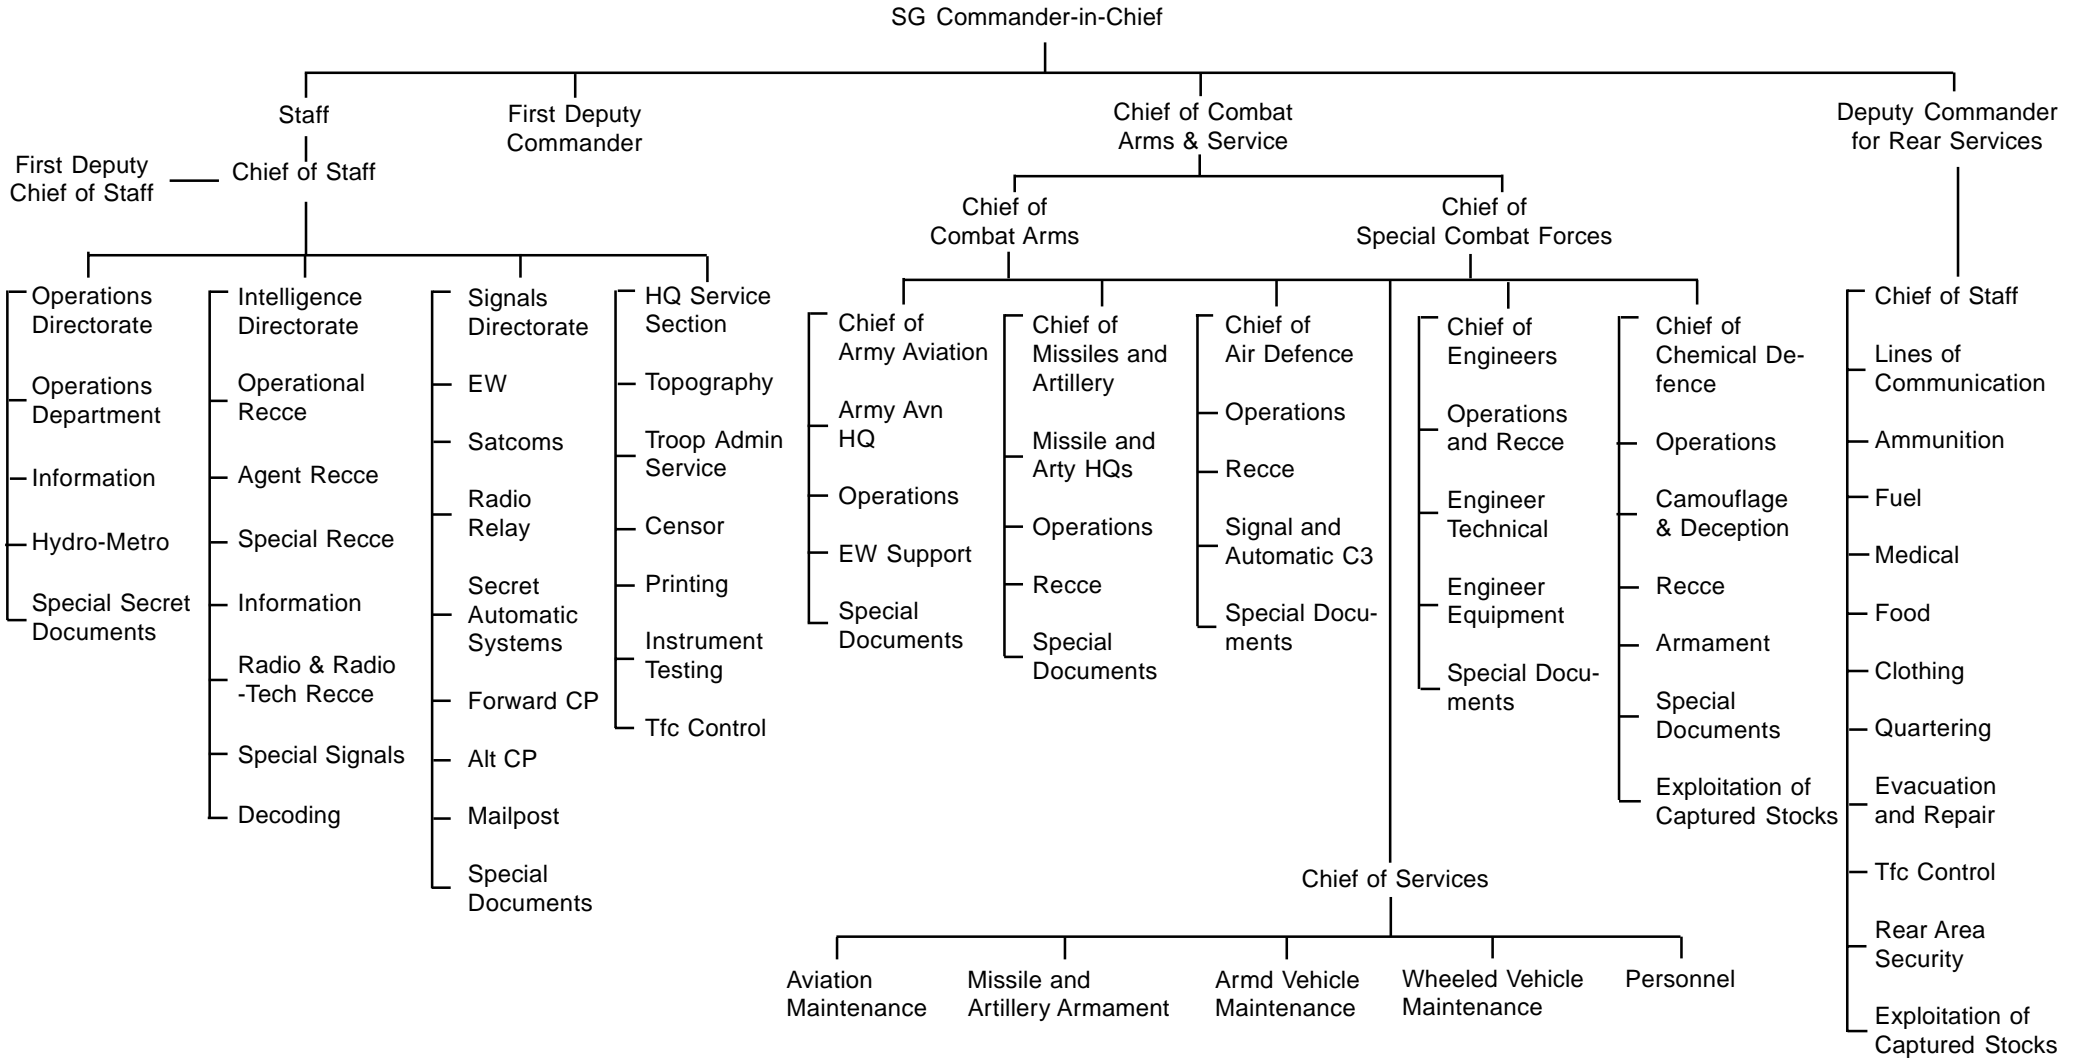 SG Commander-in-Chief
Staff
First Deputy
Commander
Chief of Combat
Arms & Service
Deputy Commander
for Rear Services
First Deputy
Chief of Staff
Chief of Staff
Chief of
Combat Arms
Chief of
Special Combat Forces
Operations
Directorate
Operations
Department
Information
Hydro-Metro
Special Secret
Documents
Intelligence
Directorate
Operational
Recce
Agent Recce
Special Recce
Information
Radio & Radio
-Tech Recce
Special Signals
Decoding
Signals
Directorate
EW
Satcoms
Radio
Relay
Secret
Automatic
Systems
Forward CP
Alt CP
Mailpost
Special
Documents
HQ Service
Section
Topography
Troop Admin
Service
Censor
Printing
Instrument
Testing
Tfc Control
Chief of
Army Aviation
Army Avn
HQ
Operations
EW Support
Special
Documents
Chief of
Missiles and
Artillery
Missile and
Arty HQs
Operations
Recce
Special
Documents
Chief of
Air Defence
Operations
Recce
Signal and
Automatic C3
Special Docu-
ments
Chief of
Engineers
Operations
and Recce
Engineer
Technical
Engineer
Equipment
Special Docu-
ments
Chief of
Chemical De-
fence
Operations
Camouflage
& Deception
Recce
Armament
Special
Documents
Exploitation of
Captured Stocks
Chief of Staff
Lines of
Communication
Ammunition
Fuel
Medical
Food
Clothing
Quartering
Evacuation
and Repair
Tfc Control
Rear Area
Security
Exploitation of
Captured Stocks
Chief of Services
Aviation
Maintenance
Missile and
Artillery Armament
Armd Vehicle
Maintenance
Wheeled Vehicle
Maintenance
Personnel